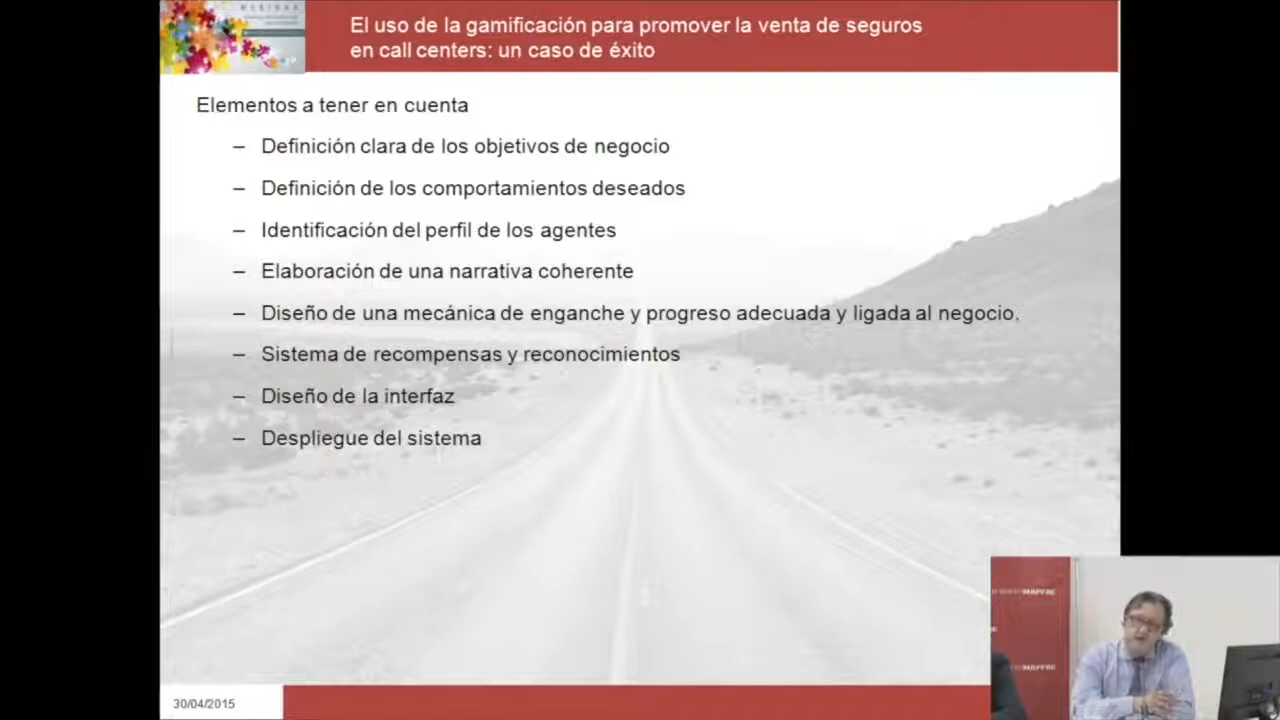 WEBINAR
El uso de la gamificación para promover la venta de seguros
en call centers: un caso de éxito
Elementos a tener en cuenta
– Definición clara de los objetivos de negocio
– Definición de los comportamientos deseados
– Identificación del perfil de los agentes
– Elaboración de una narrativa coherente
– Diseño de una mecánica de enganche y progreso adecuada y ligada al negocio.
– Sistema de recompensas y reconocimientos
– Diseño de la interfaz
– Despliegue del sistema
MAPFRE
MAPFRE
30/04/2015